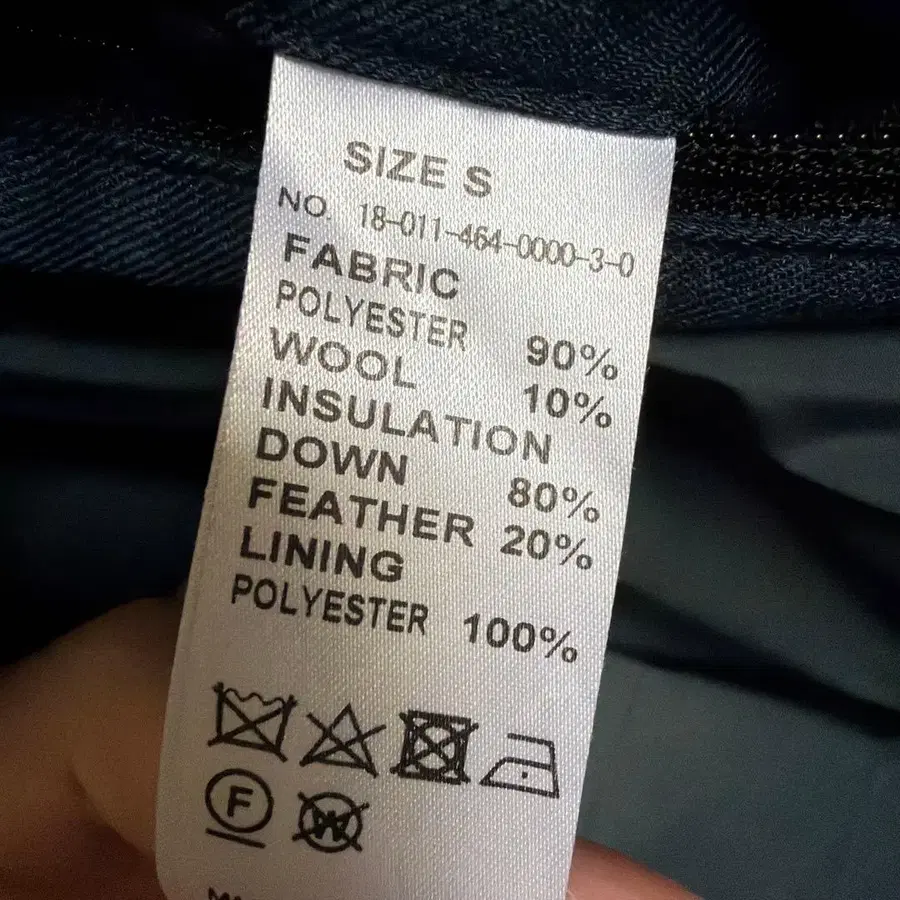 SIZE S
NO. 18-011-464-0000-3-0
FABRIC
POLYESTER 90%
WOOL 10%
INSULATION
DOWN 80%
FEATHER 20%
LINING
POLYESTER 100%
F W